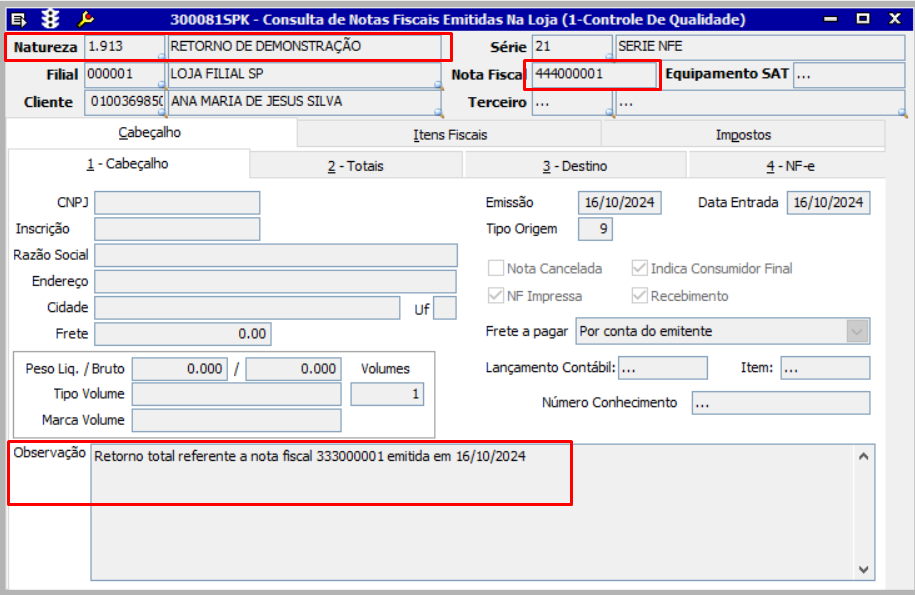 300081SPK - Consulta de Notas Fiscais Emitidas Na Loja (1-Controle De Qualidade)
Natureza 1.913 RETORNO DE DEMONSTRAÇÃO Série 21 SERIE NFE
Filial 000001 LOJA FILIAL SP Nota Fiscal 444000001 Equipamento SAT ...
Cliente 0100369850 ANA MARIA DE JESUS SILVA Terceiro ... ...
Cabeçalho Itens Fiscais Impostos
1 - Cabeçalho 2 - Totais 3 - Destino 4 - NF-e
CNPJ Emissão 16/10/2024 Data Entrada 16/10/2024
Inscrição Tipo Origem 9
Razão Social
Nota Cancelada Indica Consumidor Final
Endereço
NF Impressa Recebimento
Cidade Uf
Frete 0.00 Frete a pagar Por conta do emitente
Peso Liq. / Bruto 0.000 / 0.000 Volumes Lançamento Contábil: ... Item: ...
Tipo Volume 1
Número Conhecimento ...
Marca Volume
Observação Retorno total referente a nota fiscal 333000001 emitida em 16/10/2024